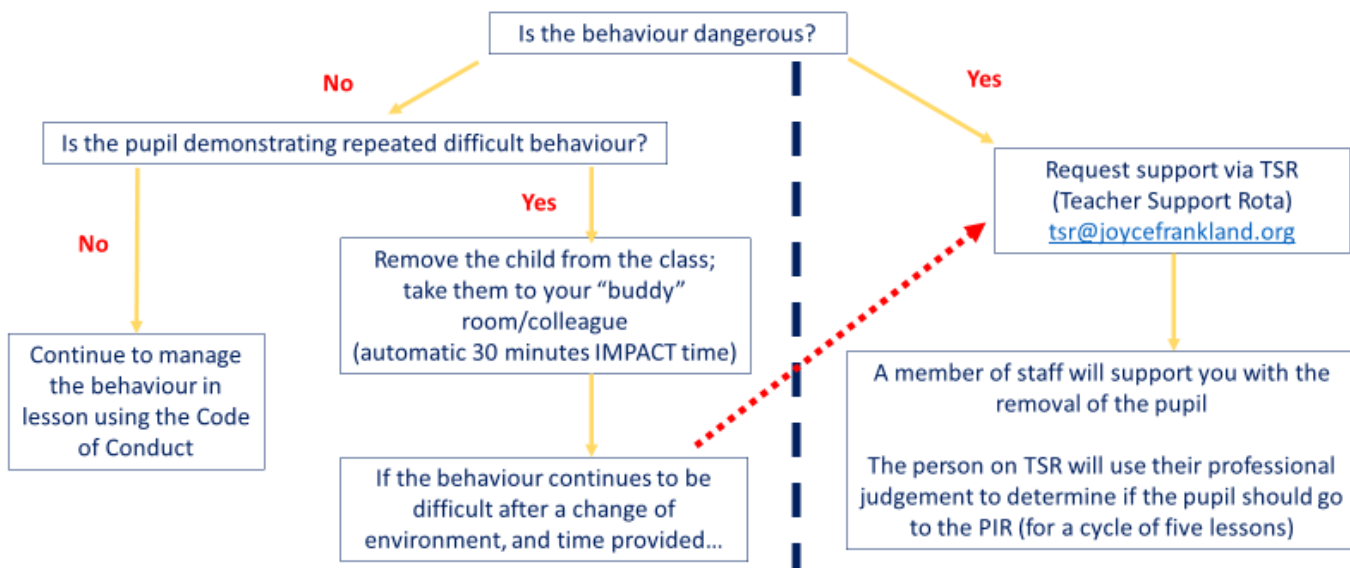 Is the behaviour dangerous?
No
Yes
Is the pupil demonstrating repeated difficult behaviour?
No
Yes
Remove the child from the class;
take them to your “buddy”
room/colleague
(automatic 30 minutes IMPACT time)
Continue to manage
the behaviour in
lesson using the Code
of Conduct
If the behaviour continues to be
difficult after a change of
environment, and time provided…
Request support via TSR
(Teacher Support Rota)
tsr@joycefrankland.org
A member of staff will support you with the
removal of the pupil
The person on TSR will use their professional
judgement to determine if the pupil should go
to the PIR (for a cycle of five lessons)